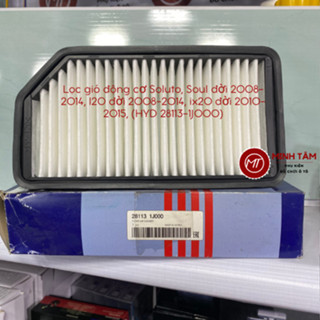 Lọc gió động cơ Soluto, Soul đời 2008-
2014, I20 đời 2008-2014, ix20 đời 2010-
2015, (HYD 28113-1J000)
MT
MINH TÂM
28113 1J000